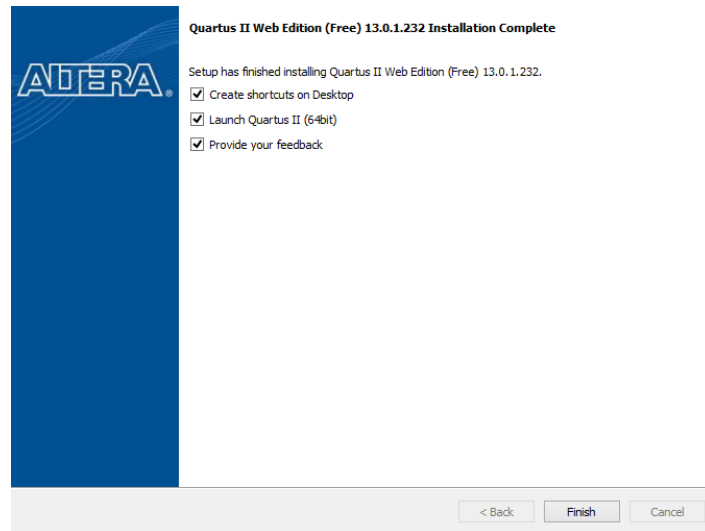 Quartus II Web Edition (Free) 13.0.1.232 Installation Complete
ALTERA®
Setup has finished installing Quartus II Web Edition (Free) 13.0.1.232.
Create shortcuts on Desktop
Launch Quartus II (64bit)
Provide your feedback
< Back Finish Cancel